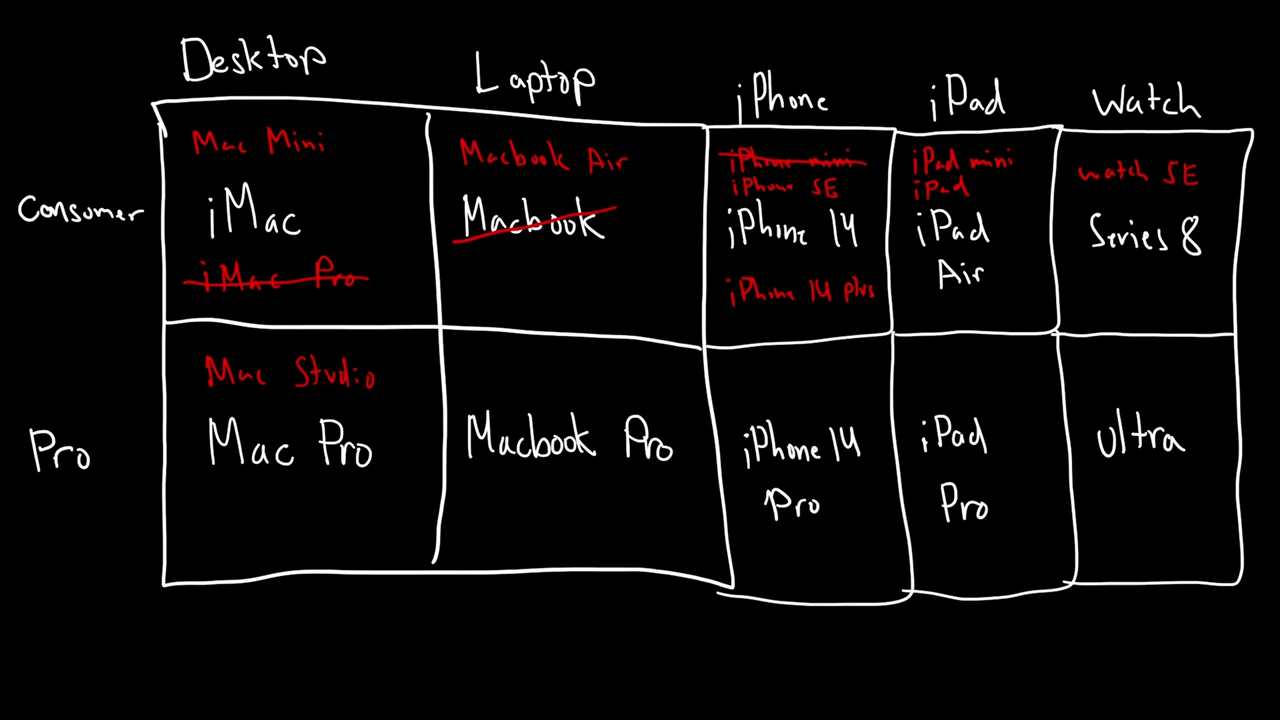 Desktop
Laptop
iPhone
iPad
Watch
Consumer
Mac Mini
iMac
iMac Pro
Macbook Air
Macbook
iPhone mini
iPhone SE
iPhone 14
iPhone 14 plus
iPad mini
iPad
iPad
Air
Watch SE
Series 8
Pro
Mac Studio
Mac Pro
Macbook Pro
iPhone 14
Pro
iPad
Pro
Ultra